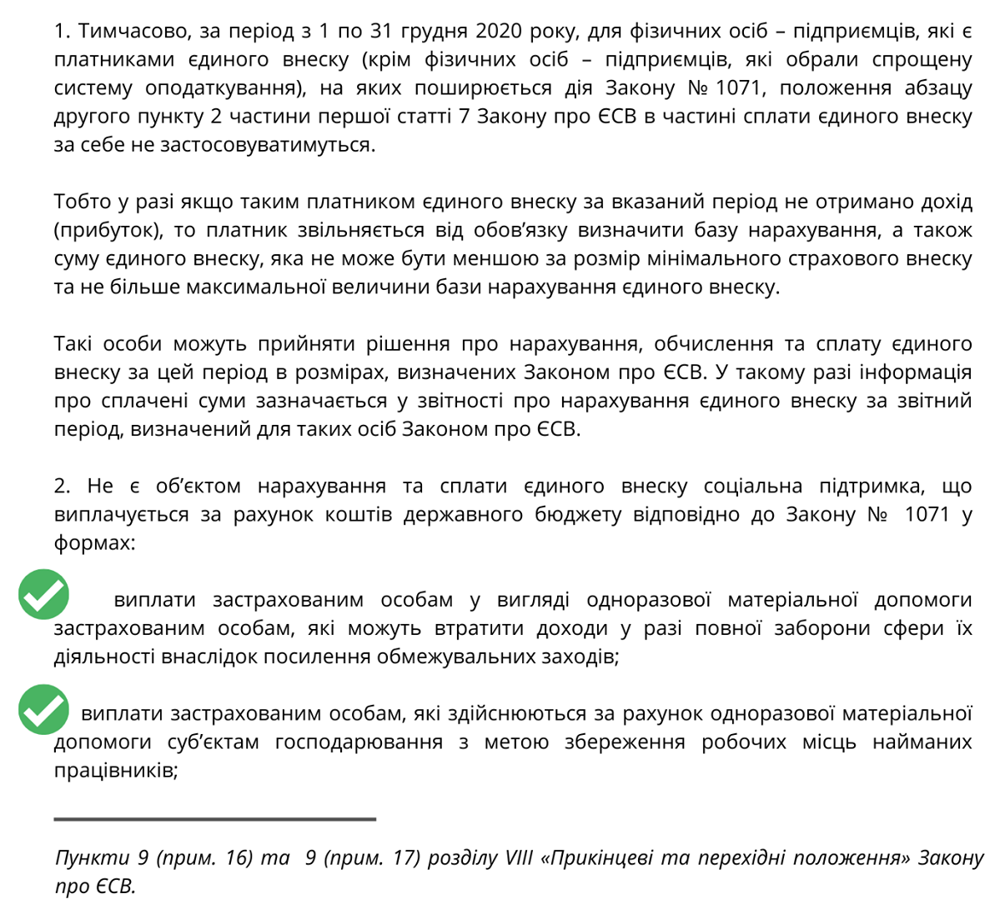 1. Тимчасово, за період з 1 по 31 грудня 2020 року, для фізичних осіб – підприємців, які є
платниками єдиного внеску (крім фізичних осіб – підприємців, які обрали спрощену
систему оподаткування), на яких поширюється дія Закону № 1071, положення абзацу
другого пункту 2 частини першої статті 7 Закону про ЄСВ в частині сплати єдиного внеску
за себе не застосовуватимуться.
Тобто у разі якщо таким платником єдиного внеску за вказаний період не отримано дохід
(прибуток), то платник звільняється від обов’язку визначити базу нарахування, а також
суму єдиного внеску, яка не може бути меншою за розмір мінімального страхового внеску
та не більше максимальної величини бази нарахування єдиного внеску.
Такі особи можуть прийняти рішення про нарахування, обчислення та сплату єдиного
внеску за цей період в розмірах, визначених Законом про ЄСВ. У такому разі інформація
про сплачені суми зазначається у звітності про нарахування єдиного внеску за звітний
період, визначений для таких осіб Законом про ЄСВ.
2. Не є об’єктом нарахування та сплати єдиного внеску соціальна підтримка, що
виплачується за рахунок коштів державного бюджету відповідно до Закону № 1071 у
формах:
виплати застрахованим особам у вигляді одноразової матеріальної допомоги
застрахованим особам, які можуть втратити доходи у разі повної заборони сфери їх
діяльності внаслідок посилення обмежувальних заходів;
виплати застрахованим особам, які здійснюються за рахунок одноразової матеріальної
допомоги суб’єктам господарювання з метою збереження робочих місць найманих
працівників;
Пункти 9 (прим. 16) та 9 (прим. 17) розділу VIII «Прикінцеві та перехідні положення» Закону
про ЄСВ.